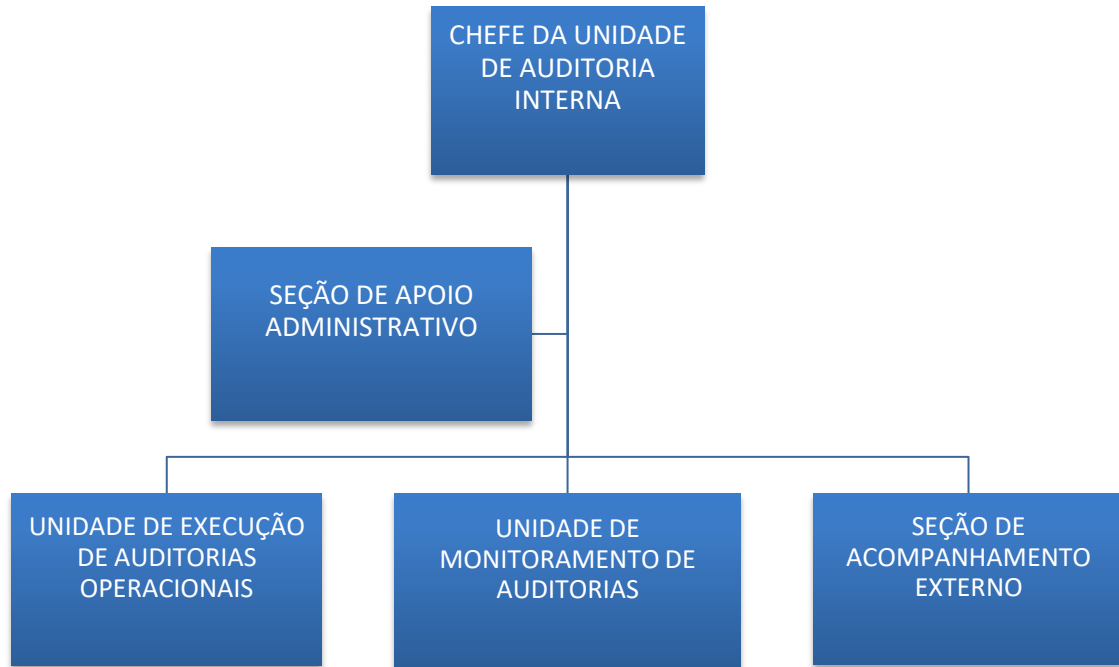 CHEFE DA UNIDADE
DE AUDITORIA
INTERNA
SEÇÃO DE APOIO
ADMINISTRATIVO
UNIDADE DE EXECUÇÃO
DE AUDITORIAS
OPERACIONAIS
UNIDADE DE
MONITORAMENTO DE
AUDITORIAS
SEÇÃO DE
ACOMPANHAMENTO
EXTERNO